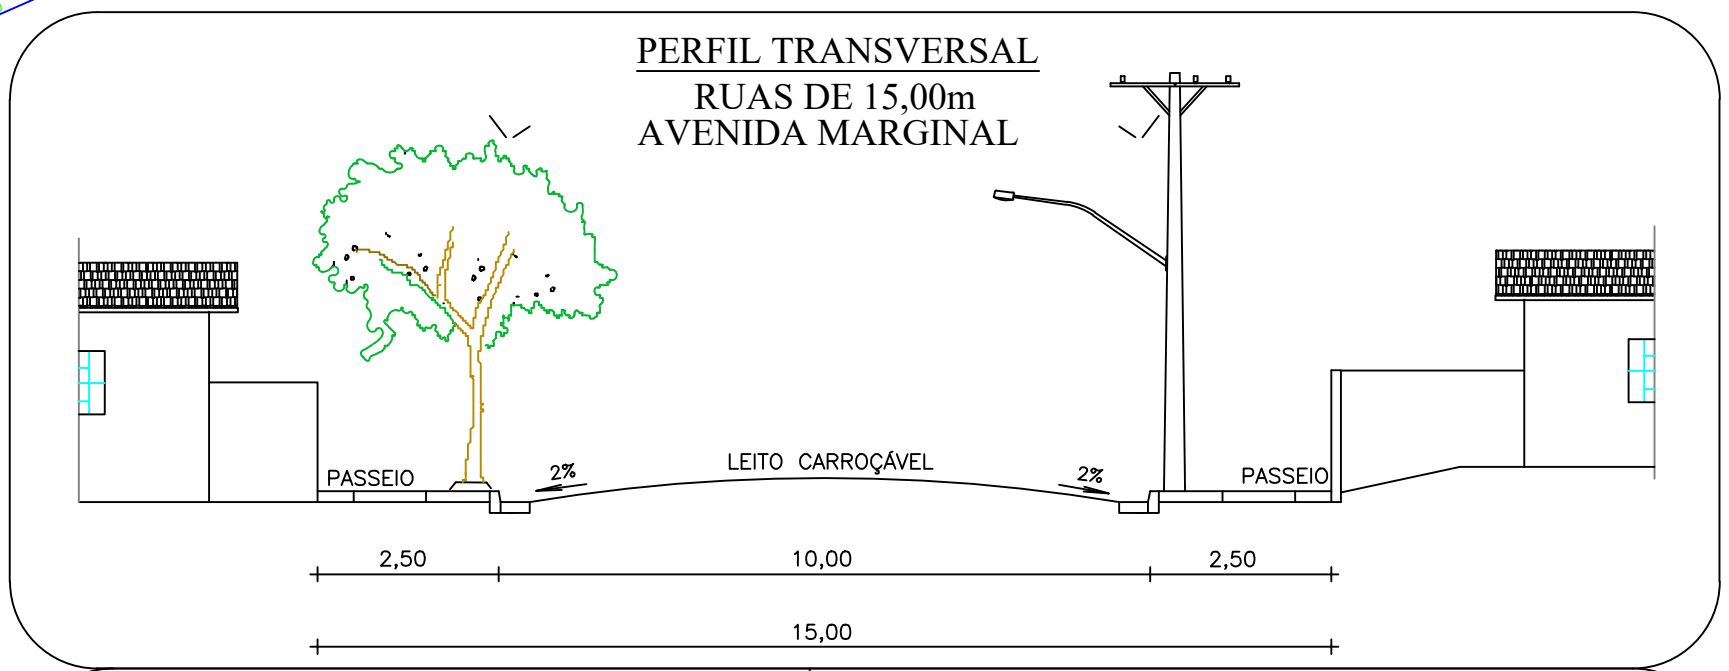 PERFIL TRANSVERSAL
RUAS DE 15,00m
AVENIDA MARGINAL
PASSEIO
2%
LEITO CARROÇÁVEL
2%
PASSEIO
2,50
10,00
2,50
15,00